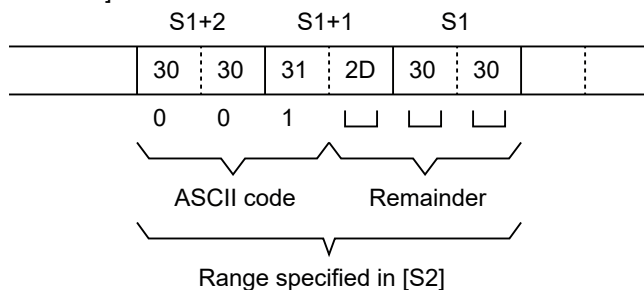 ]
S1+2 S1+1 S1
30 30 31 2D 30 30
0 0 1 ␣ ␣ ␣
ASCII code Remainder
Range specified in [S2]